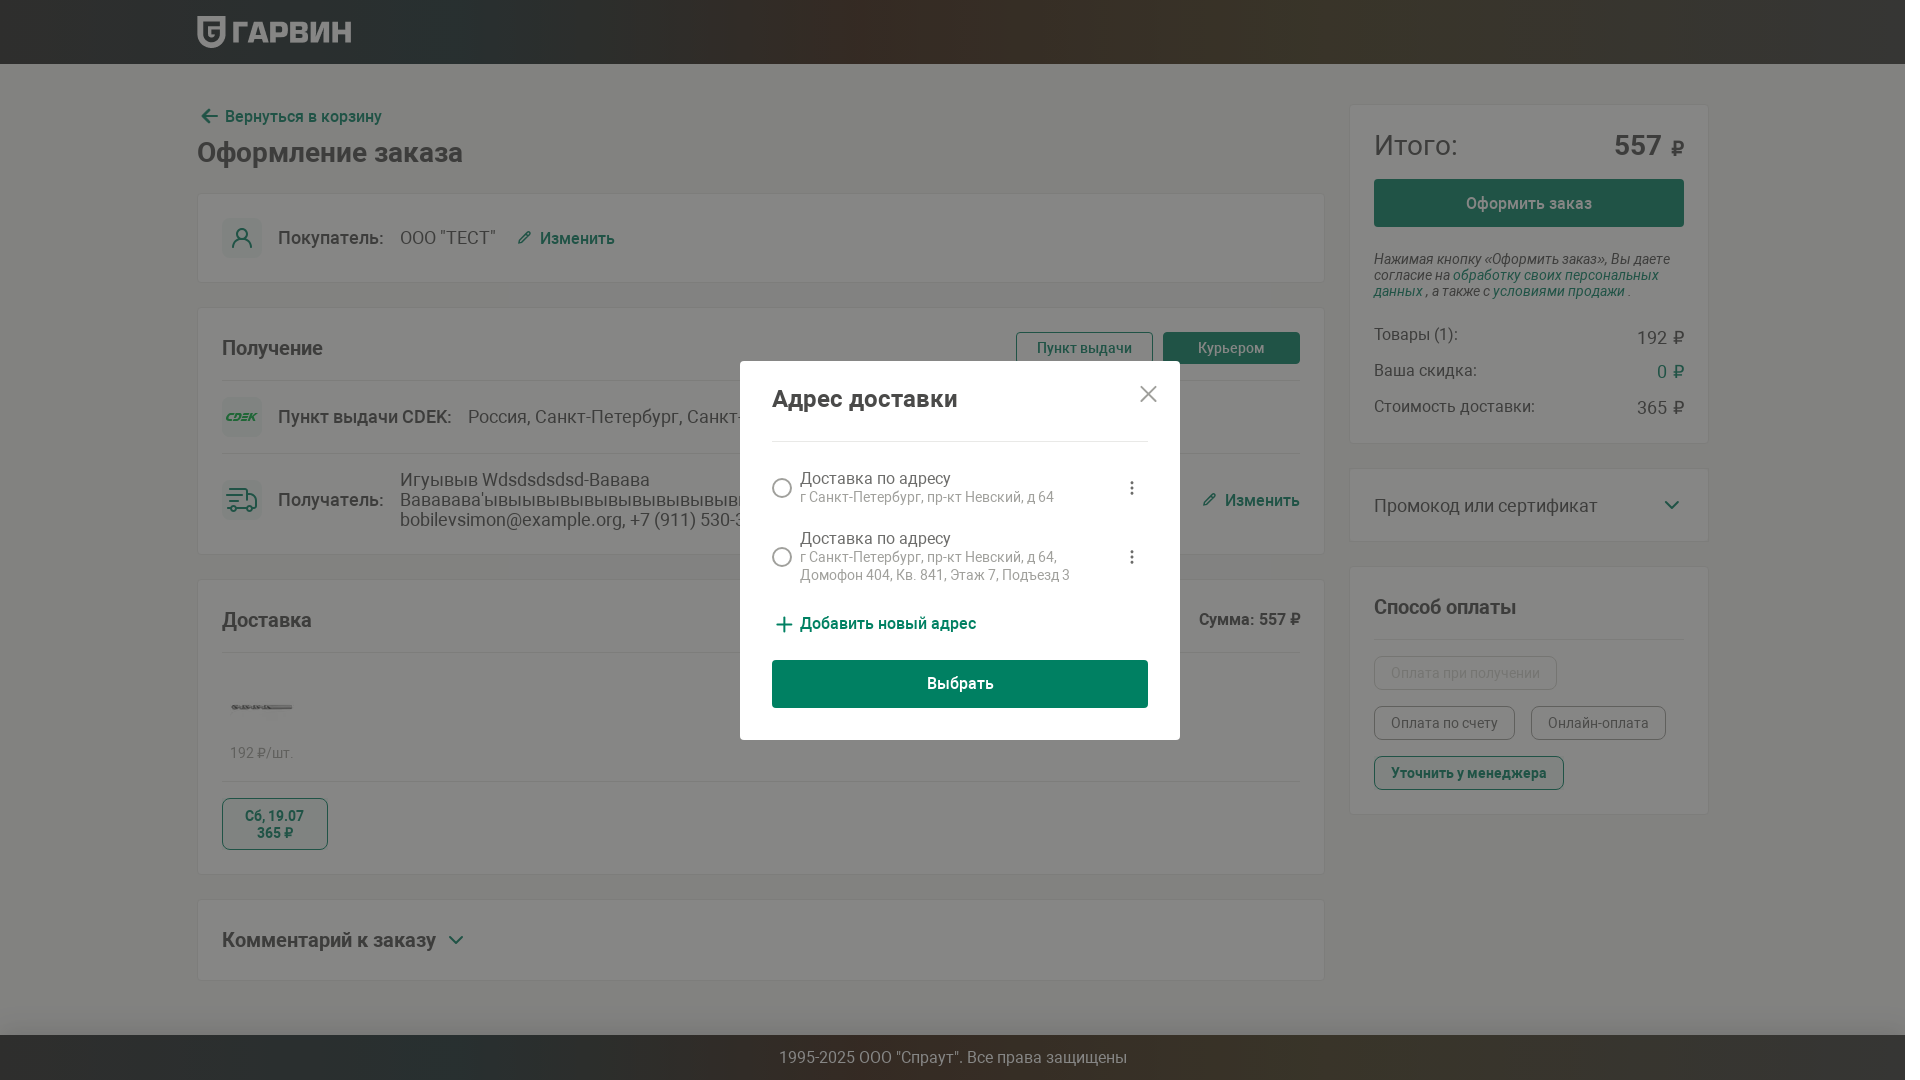 ГАРВИН
Вернуться в корзину
Оформление заказа
Покупатель: ООО "ТЕСТ" Изменить
Получение Пункт выдачи Курьером
CDEK Пункт выдачи CDEK: Россия, Санкт-Петербург, Санкт-
Получатель:
Игуывыв Wdsdsdsdsd-Вавава
bobilevsimon@example.org, +7 (911) 530-
Изменить
Доставка Сумма: 557 ₽
192 ₽/шт.
Сб, 19.07
365 ₽
Комментарий к заказу
Адрес доставки
Доставка по адресу
г Санкт-Петербург, пр-кт Невский, д 64
Доставка по адресу
г Санкт-Петербург, пр-кт Невский, д 64,
Домофон 404, Кв. 841, Этаж 7, Подъезд 3
Добавить новый адрес
Выбрать
Итого: 557 ₽
Оформить заказ
Нажимая кнопку «Оформить заказ», Вы даете
согласие на обработку своих персональных
данных , а также с условиями продажи .
Товары (1): 192 ₽
Ваша скидка: 0 ₽
Стоимость доставки: 365 ₽
Промокод или сертификат
Способ оплаты
Оплата при получении
Оплата по счету Онлайн-оплата
Уточнить у менеджера
1995-2025 ООО "Спраут". Все права защищены